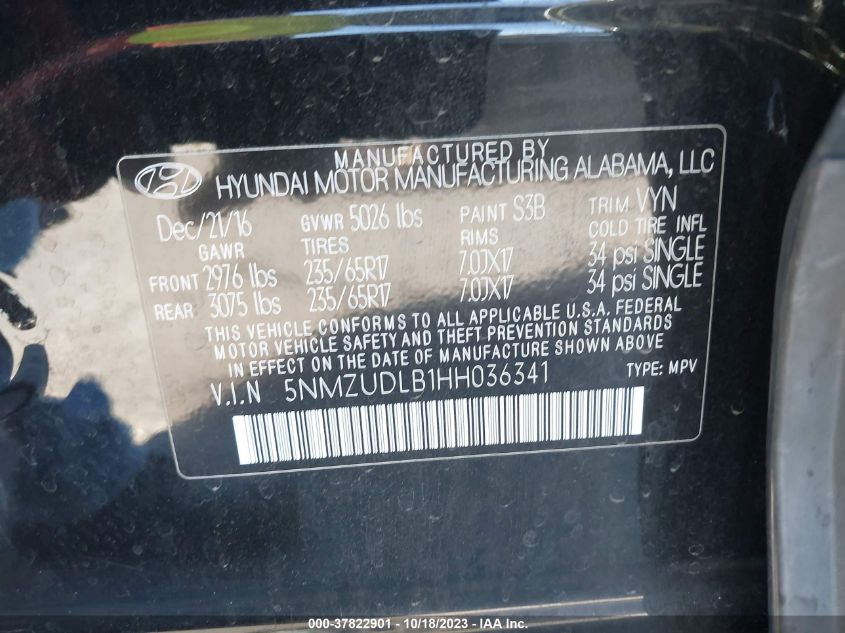 MANUFACTURED BY
HYUNDAI MOTOR MANUFACTURING ALABAMA, LLC
Dec/21/16 GVWR 5026 lbs PAINT S3B TRIM VYN
GAWR TIRES RIMS COLD TIRE INFL
FRONT 2976 lbs 235/65R17 7.0JX17 34 psi SINGLE
REAR 3075 lbs 235/65R17 7.0JX17 34 psi SINGLE
THIS VEHICLE CONFORMS TO ALL APPLICABLE U.S.A. FEDERAL
MOTOR VEHICLE SAFETY AND THEFT PREVENTION STANDARDS
IN EFFECT ON THE DATE OF MANUFACTURE SHOWN ABOVE
V.I.N 5NMZUDLB1HH036341 TYPE: MPV
000-37822901 - 10/18/2023 - IAA Inc.